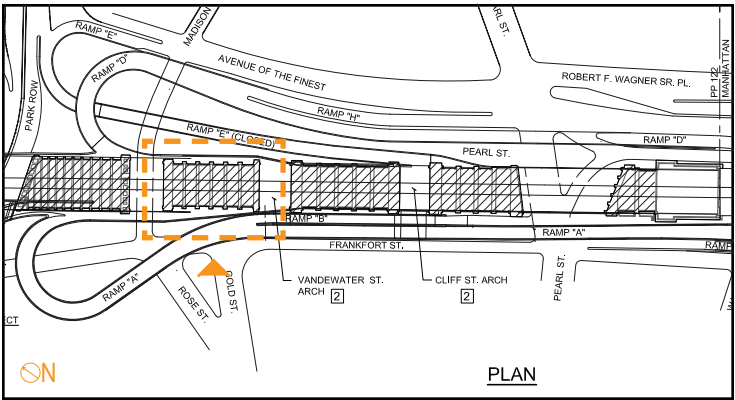 RAMP "E"
MADISON
PEARL ST.
AVENUE OF THE FINEST
RAMP "D"
ROBERT F. WAGNER SR. PL.
PP 122
MANHATTAN
PARK ROW
RAMP "H"
RAMP "E" (CLOSED)
PEARL ST.
RAMP "D"
RAMP "B"
RAMP "A"
FRANKFORT ST.
RAMP
RAMP "A"
ROSE ST.
GOLD ST.
VANDEWATER ST.
ARCH 2
CLIFF ST. ARCH
2
PEARL ST.
ECT
N
PLAN